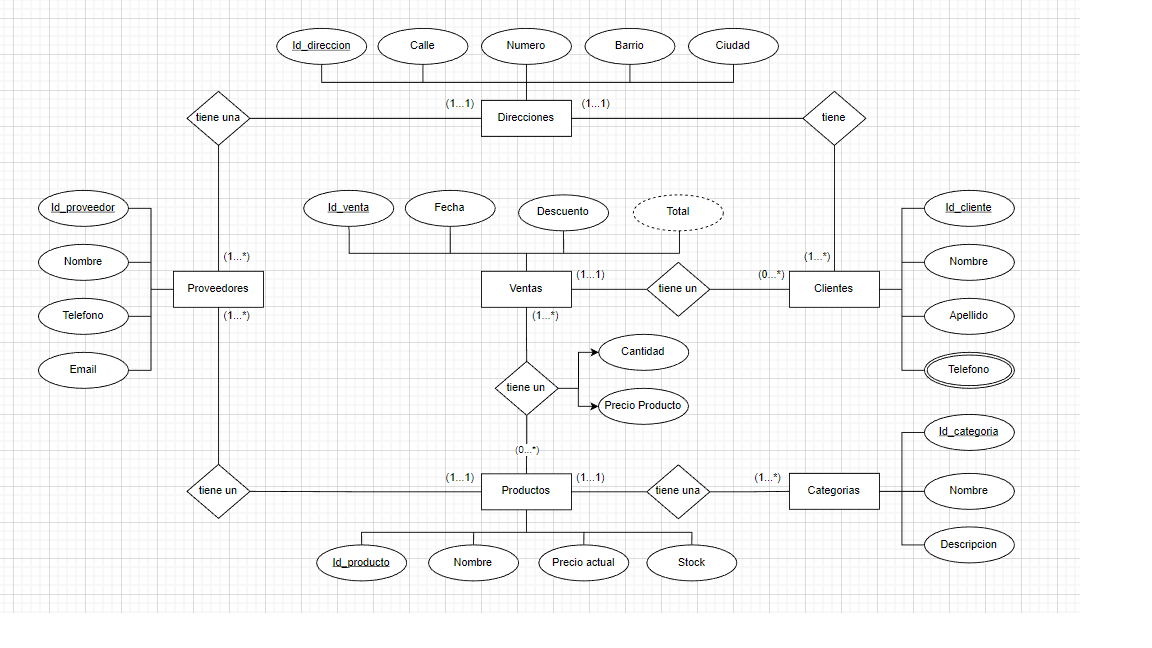 Id_direccion
Calle
Numero
Barrio
Ciudad
(1...1)
(1...1)
tiene una
Direcciones
tiene
Id_proveedor
Id_venta
Fecha
Descuento
Total
Id_cliente
Nombre
(1...*)
(1...*)
Nombre
(1...1)
(0...*)
Proveedores
Ventas
tiene un
Clientes
Telefono
(1...*)
(1...*)
Apellido
Cantidad
Email
Telefono
tiene un
Precio Producto
Id_categoria
(0...*)
(1...1)
(1...1)
(1...*)
tiene un
Productos
tiene una
Categorias
Nombre
Descripcion
Id_producto
Nombre
Precio actual
Stock